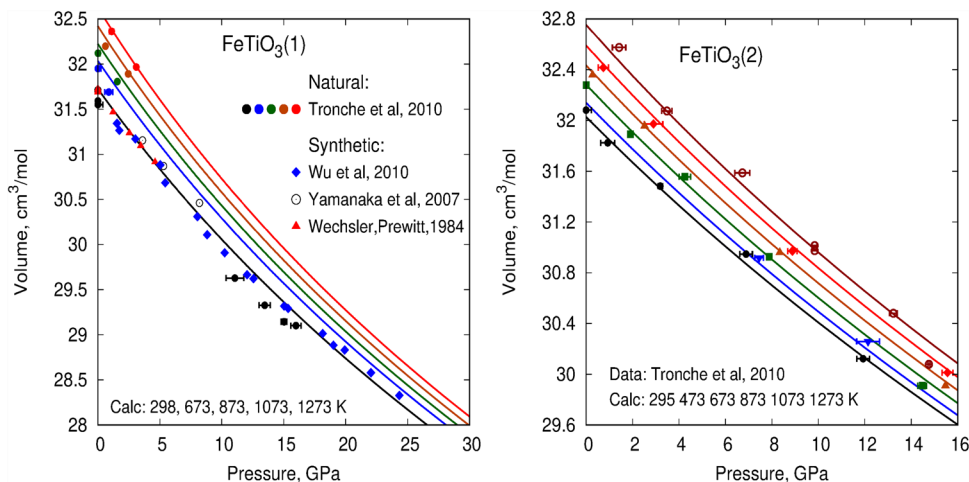 FeTiO3(1)
Natural:
Tronche et al, 2010
Synthetic:
Wu et al, 2010
Yamanaka et al, 2007
Wechsler,Prewitt,1984
Calc: 298, 673, 873, 1073, 1273 K
Volume, cm3/mol
32.5
32
31.5
31
30.5
30
29.5
29
28.5
28
0 5 10 15 20 25 30
Pressure, GPa
FeTiO3(2)
Data: Tronche et al, 2010
Calc: 295 473 673 873 1073 1273 K
Volume, cm3/mol
32.8
32.4
32
31.6
31.2
30.8
30.4
30
29.6
0 2 4 6 8 10 12 14 16
Pressure, GPa